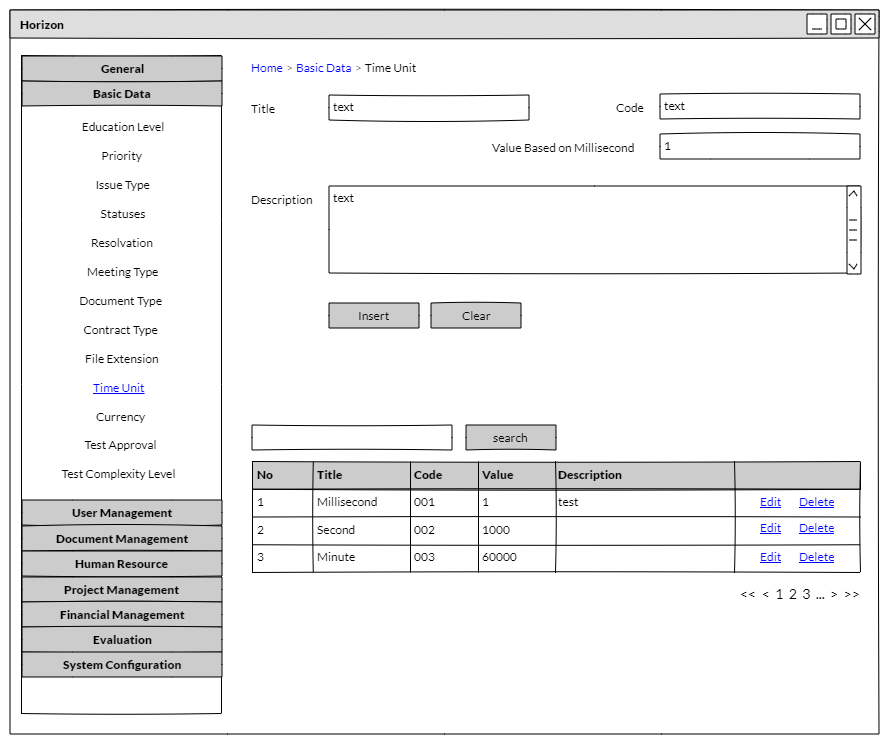 Horizon
General
Basic Data
Education Level
Priority
Issue Type
Statuses
Resolvation
Meeting Type
Document Type
Contract Type
File Extension
Time Unit
Currency
Test Approval
Test Complexity Level
User Management
Document Management
Human Resource
Project Management
Financial Management
Evaluation
System Configuration
Home > Basic Data > Time Unit
Title text Code text
Value Based on Millisecond 1
Description text
Insert Clear
search
No Title Code Value Description
1 Millisecond 001 1 test Edit Delete
2 Second 002 1000 Edit Delete
3 Minute 003 60000 Edit Delete
<< < 1 2 3 ... > >>